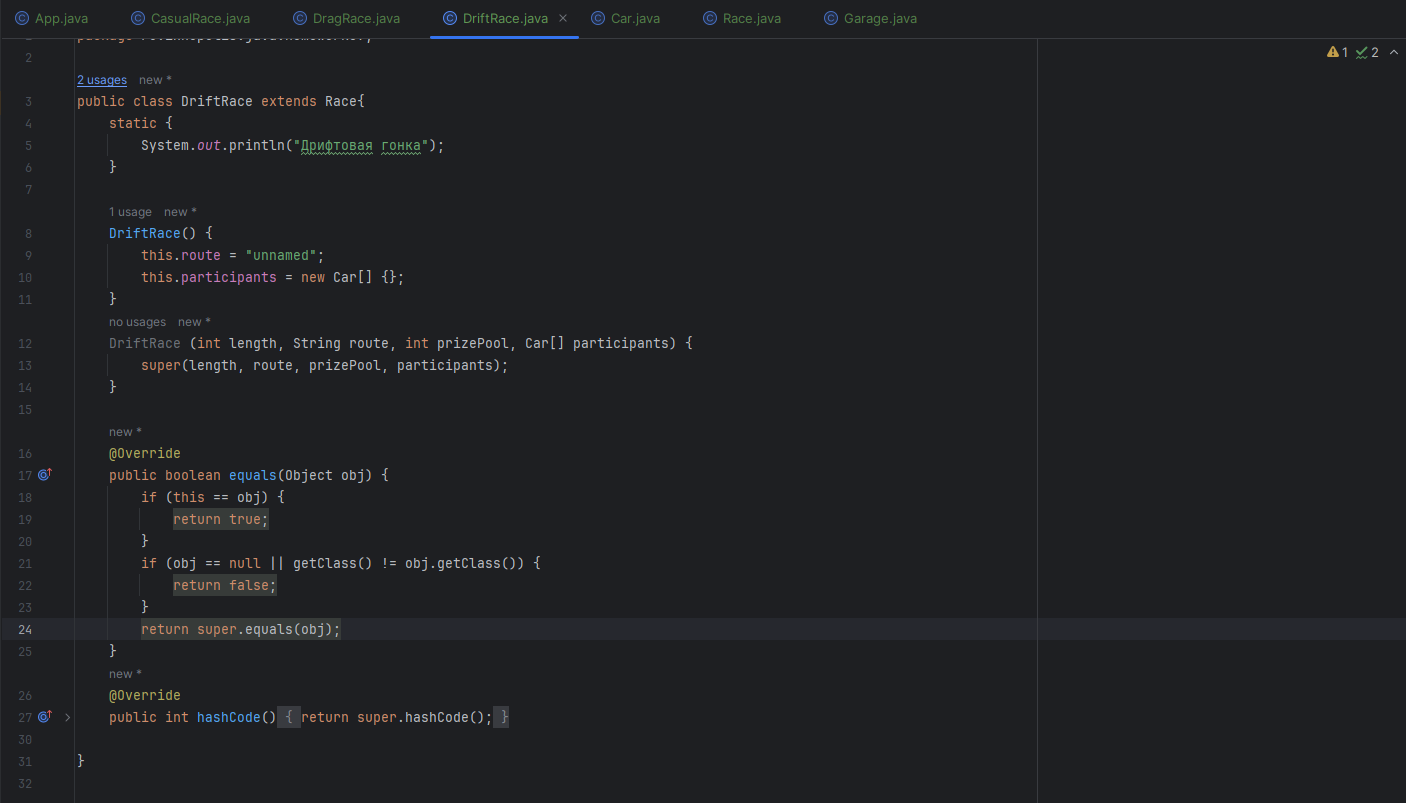 App.java CasualRace.java DragRace.java DriftRace.java Car.java Race.java Garage.java
1 2
2
2 usages new *
3 public class DriftRace extends Race{
4 static {
5 System.out.println("Дрифтовая гонка");
6 }
7
1 usage new *
8 DriftRace() {
9 this.route = "unnamed";
10 this.participants = new Car[] {};
11 }
no usages new *
12 DriftRace (int length, String route, int prizePool, Car[] participants) {
13 super(length, route, prizePool, participants);
14 }
15
new *
16 @Override
17 public boolean equals(Object obj) {
18 if (this == obj) {
19 return true;
20 }
21 if (obj == null || getClass() != obj.getClass()) {
22 return false;
23 }
24 return super.equals(obj);
25 }
new *
26 @Override
27 public int hashCode() { return super.hashCode(); }
30
31 }
32